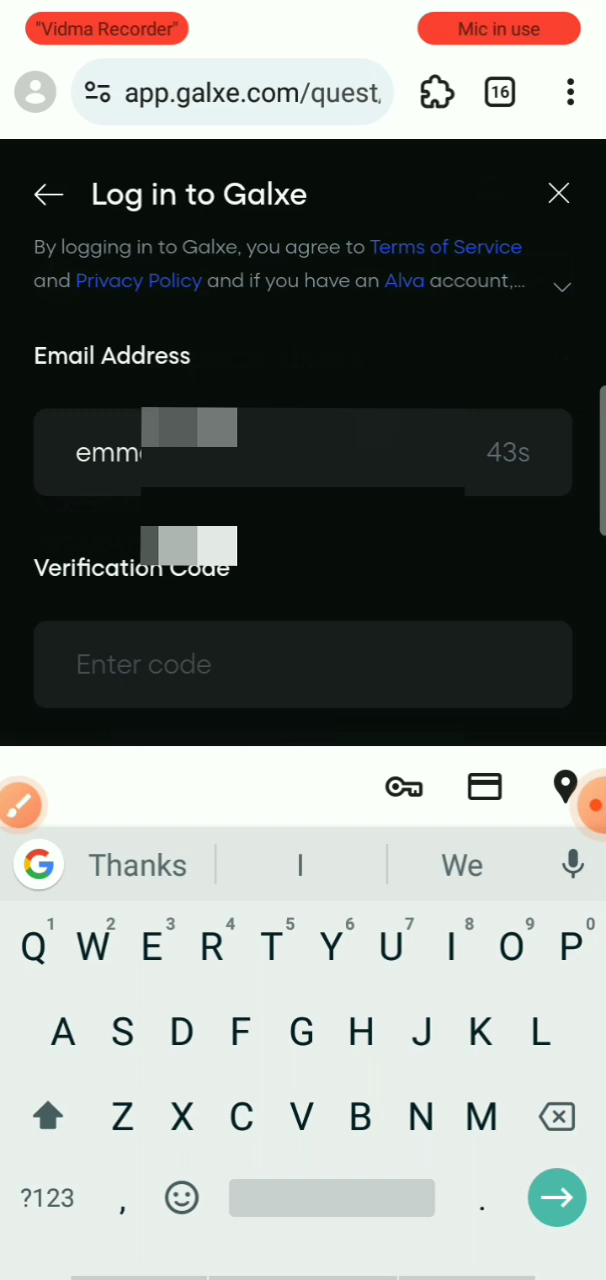 "Vidma Recorder" Mic in use
app.galxe.com/quest
16
Log in to Galxe
By logging in to Galxe, you agree to Terms of Service
and Privacy Policy and if you have an Alva account,...
Email Address
emm 43s
Verification Code
Enter code
Thanks I We
1 2 3 4 5 6 7 8 9 0
Q W E R T Y U I O P
A S D F G H J K L
Z X C V B N M
?123 , .